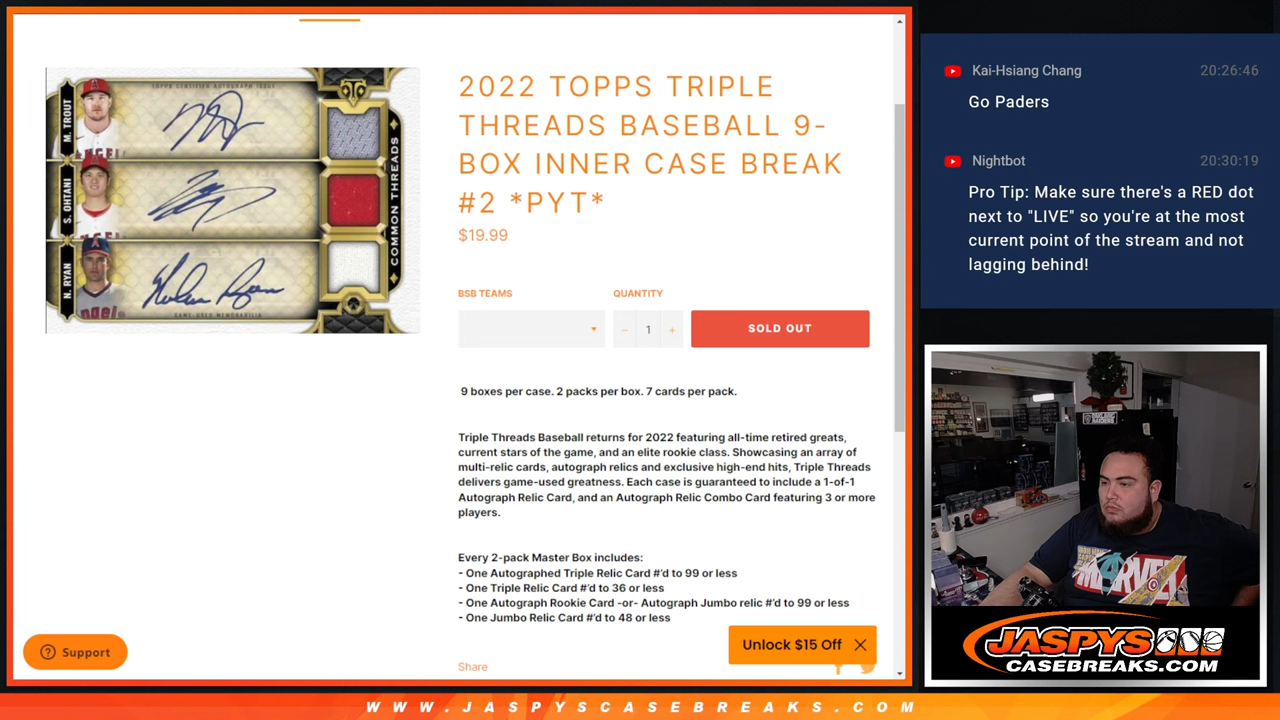 TOPPS CERTIFIED AUTOGRAPH ISSUE
M. TROUT
S. OHTANI
N. RYAN
COMMON THREADS
GAME-USED MEMORABILIA
2022 TOPPS TRIPLE
THREADS BASEBALL 9-
BOX INNER CASE BREAK
#2 *PYT*
$19.99
BSB TEAMS
QUANTITY
− 1 +
SOLD OUT
9 boxes per case. 2 packs per box. 7 cards per pack.
Triple Threads Baseball returns for 2022 featuring all-time retired greats,
current stars of the game, and an elite rookie class. Showcasing an array of
multi-relic cards, autograph relics and exclusive high-end hits, Triple Threads
delivers game-used greatness. Each case is guaranteed to include a 1-of-1
Autograph Relic Card, and an Autograph Relic Combo Card featuring 3 or more
players.
Every 2-pack Master Box includes:
- One Autographed Triple Relic Card #'d to 99 or less
- One Triple Relic Card #'d to 36 or less
- One Autograph Rookie Card -or- Autograph Jumbo relic #'d to 99 or less
- One Jumbo Relic Card #'d to 48 or less
Share
Support
Unlock $15 Off
Kai-Hsiang Chang 20:26:46
Go Paders
Nightbot 20:30:19
Pro Tip: Make sure there's a RED dot
next to "LIVE" so you're at the most
current point of the stream and not
lagging behind!
MARVEL
JASPYS
CASEBREAKS.COM
WWW.JASPYSCASEBREAKS.COM